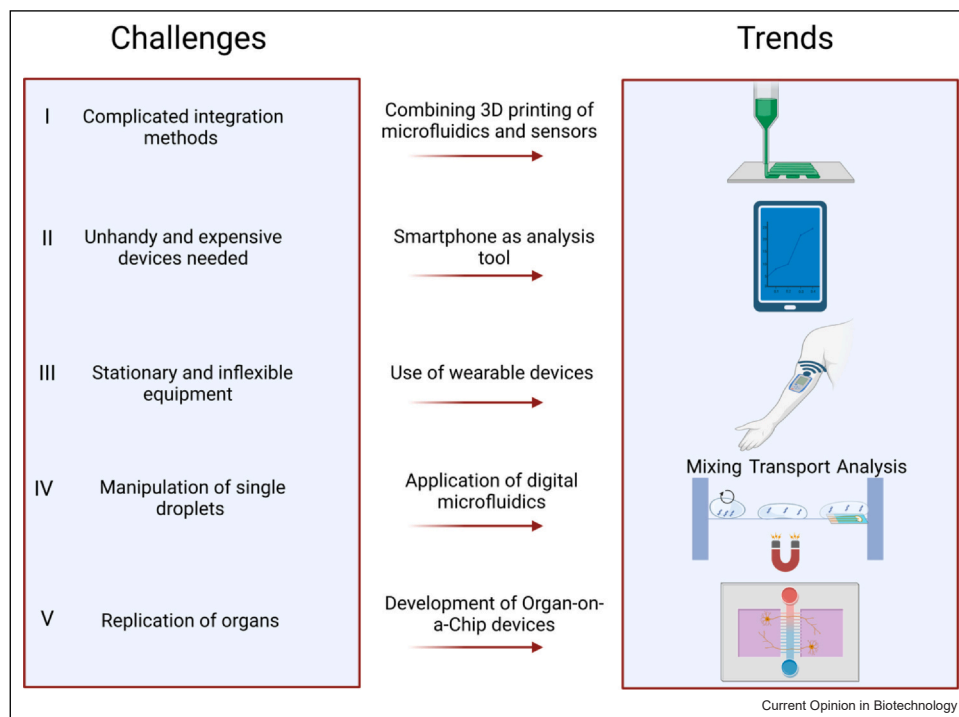 Challenges
Trends
I
Complicated integration
methods
Combining 3D printing of
microfluidics and sensors
II
Unhandy and expensive
devices needed
Smartphone as analysis
tool
III
Stationary and inflexible
equipment
Use of wearable devices
IV
Manipulation of single
droplets
Application of digital
microfluidics
Mixing Transport Analysis
V
Replication of organs
Development of Organ-on-
a-Chip devices
Current Opinion in Biotechnology